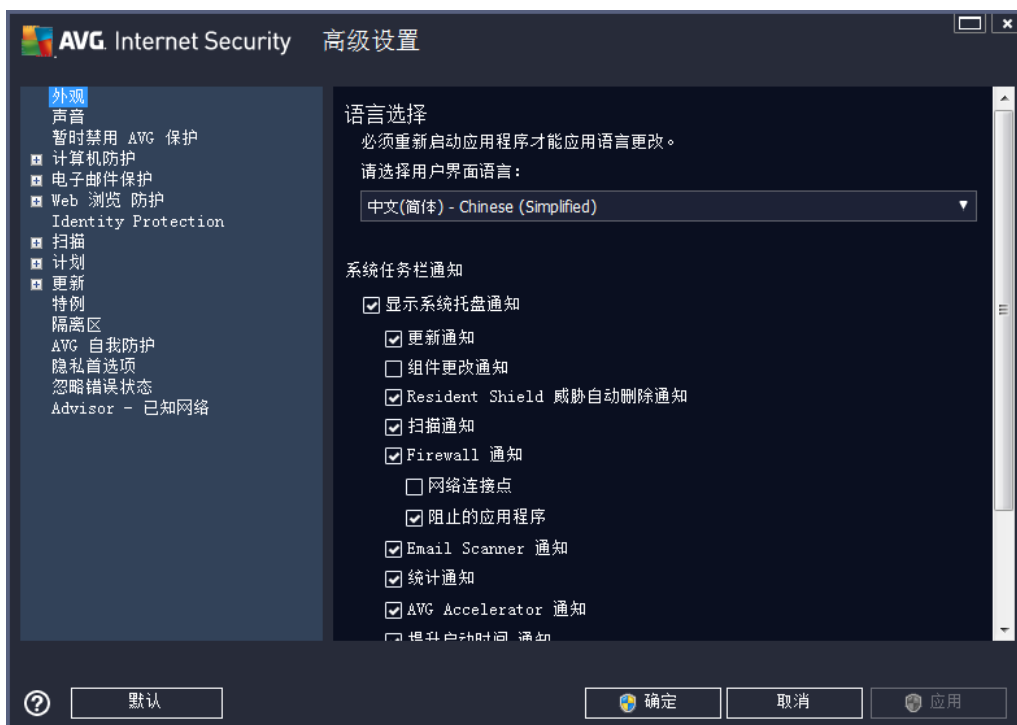 AVG. Internet Security 高级设置
外观
声音
暂时禁用 AVG 保护
计算机防护
电子邮件保护
Web 浏览 防护
Identity Protection
扫描
计划
更新
特例
隔离区
AVG 自我防护
隐私首选项
忽略错误状态
Advisor - 已知网络
语言选择
必须重新启动应用程序才能应用语言更改。
请选择用户界面语言:
中文(简体) - Chinese (Simplified)
系统任务栏通知
显示系统托盘通知
更新通知
组件更改通知
Resident Shield 威胁自动删除通知
扫描通知
Firewall 通知
网络连接点
阻止的应用程序
Email Scanner 通知
统计通知
AVG Accelerator 通知
提升启动时间 通知
默认
确定
取消
应用